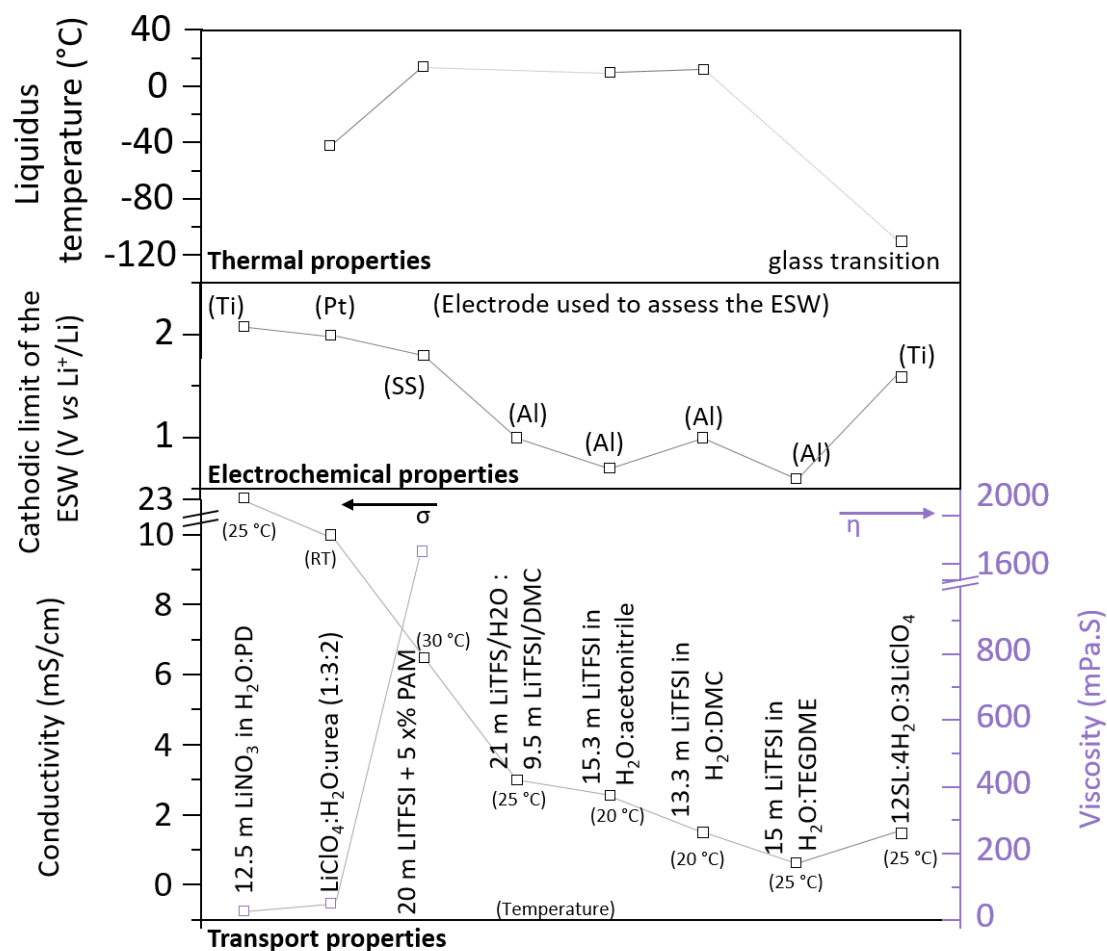 Liquidus
temperature (°C)
40
0
-40
-80
-120
Thermal properties
glass transition
Cathodic limit of the
ESW (V vs Li⁺/Li)
2
1
(Ti)
(Pt)
(Electrode used to assess the ESW)
(SS)
(Al)
(Al)
(Al)
(Al)
(Ti)
Electrochemical properties
Conductivity (mS/cm)
23
10
8
6
4
2
0
σ
η
(25 °C)
(RT)
(30 °C)
(25 °C)
(20 °C)
(20 °C)
(25 °C)
(25 °C)
12.5 m LiNO₃ in H₂O:PD
LiClO₄:H₂O:urea (1:3:2)
20 m LITFSI + 5 x% PAM
21 m LiTFS/H2O :
9.5 m LiTFSI/DMC
15.3 m LiTFSI in
H₂O:acetonitrile
13.3 m LiTFSI in
H₂O:DMC
15 m LiTFSI in
H₂O:TEGDME
12SL:4H₂O:3LiClO₄
(Temperature)
Transport properties
2000
1600
800
600
400
200
0
Viscosity (mPa.S)